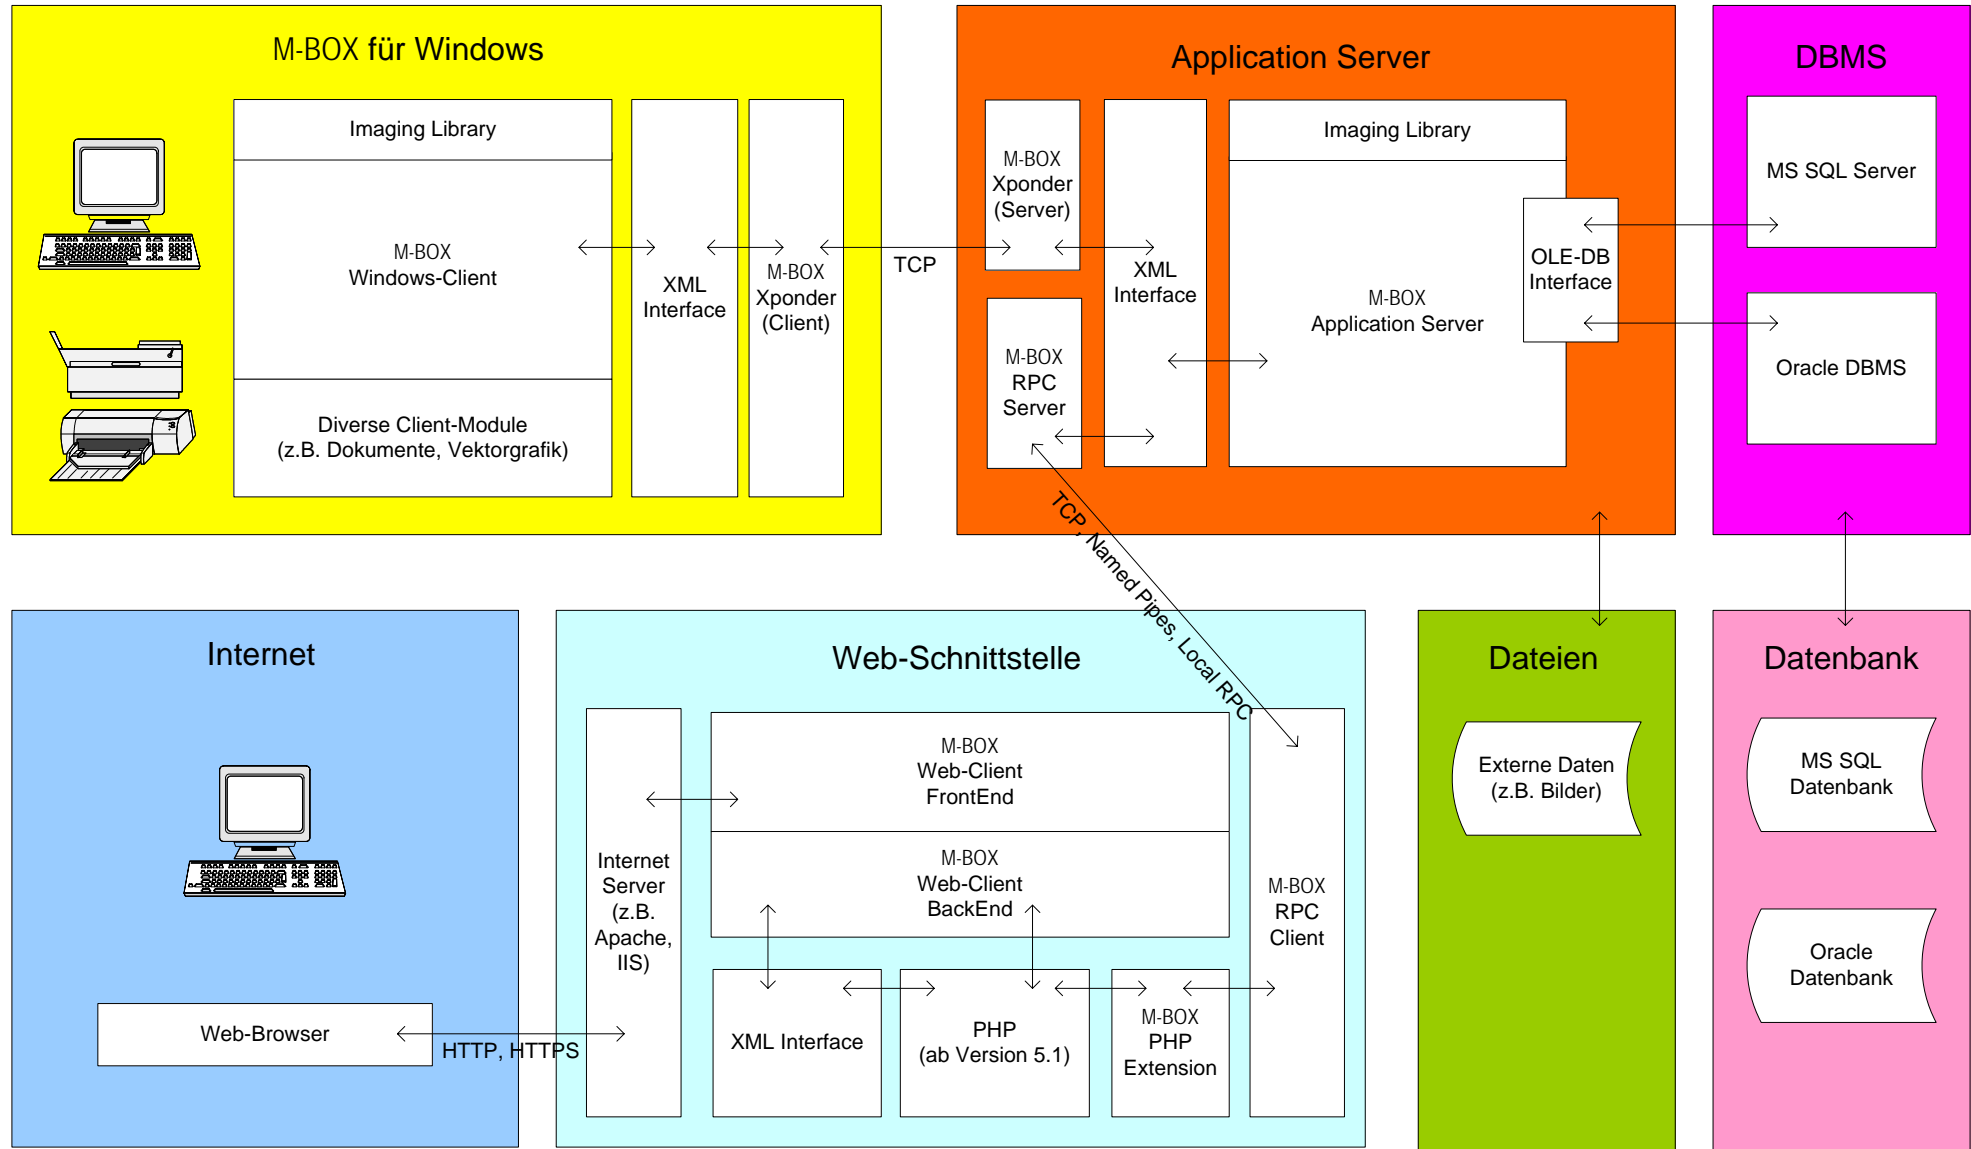 M-BOX für Windows
Imaging Library
M-BOX
Windows-Client
Diverse Client-Module
(z.B. Dokumente, Vektorgrafik)
XML
Interface
M-BOX
Xponder
(Client)
TCP
Application Server
M-BOX
Xponder
(Server)
M-BOX
RPC
Server
XML
Interface
Imaging Library
M-BOX
Application Server
OLE-DB
Interface
DBMS
MS SQL Server
Oracle DBMS
TCP, Named Pipes, Local RPC
Internet
Web-Browser
HTTP, HTTPS
Web-Schnittstelle
Internet
Server
(z.B.
Apache,
IIS)
M-BOX
Web-Client
FrontEnd
M-BOX
Web-Client
BackEnd
XML Interface
PHP
(ab Version 5.1)
M-BOX
PHP
Extension
M-BOX
RPC
Client
Dateien
Externe Daten
(z.B. Bilder)
Datenbank
MS SQL
Datenbank
Oracle
Datenbank